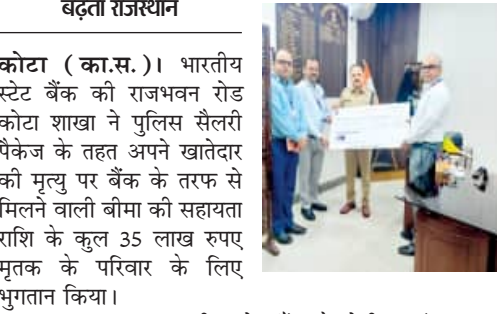 बढ़ता राजस्थान
कोटा (का.स.)। भारतीय
स्टेट बैंक की राजभवन रोड
कोटा शाखा ने पुलिस सैलरी
पैकेज के तहत अपने खातेदार
की मृत्यु पर बैंक के तरफ से
मिलने वाली बीमा की सहायता
राशि के कुल 35 लाख रुपए
मृतक के परिवार के लिए
भुगतान किया।